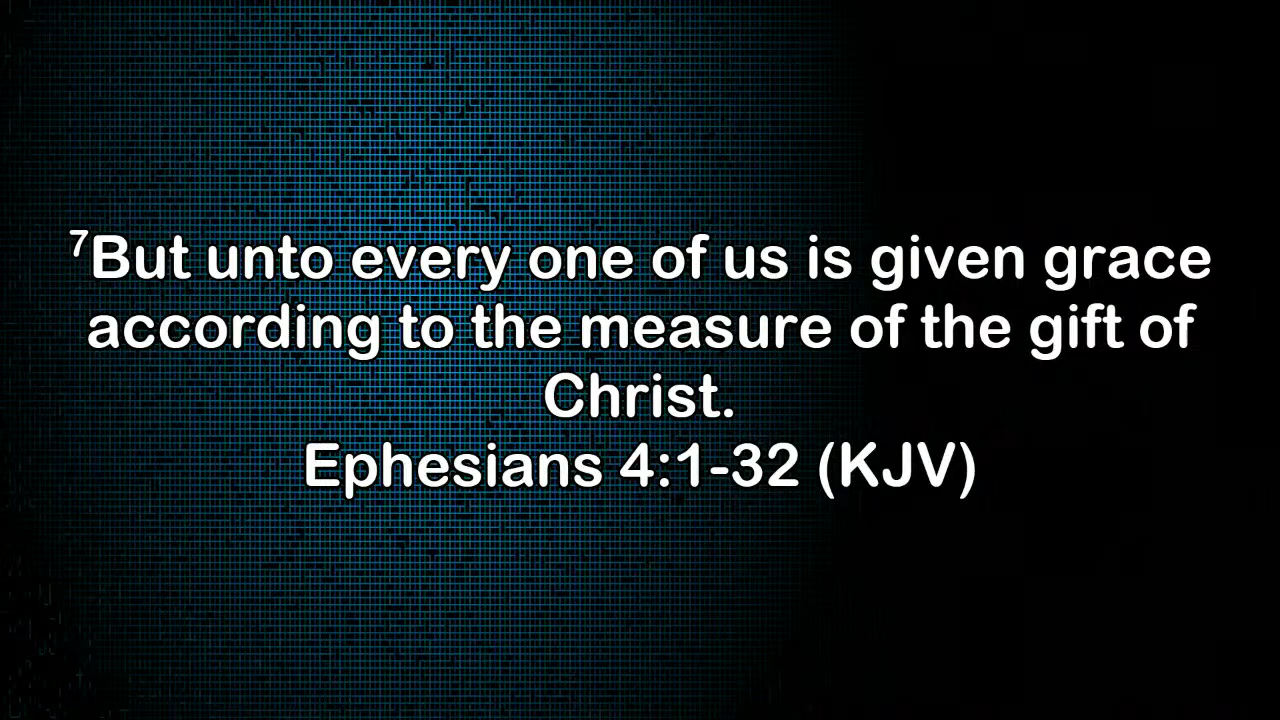 ⁷But unto every one of us is given grace
according to the measure of the gift of
Christ.
Ephesians 4:1-32 (KJV)